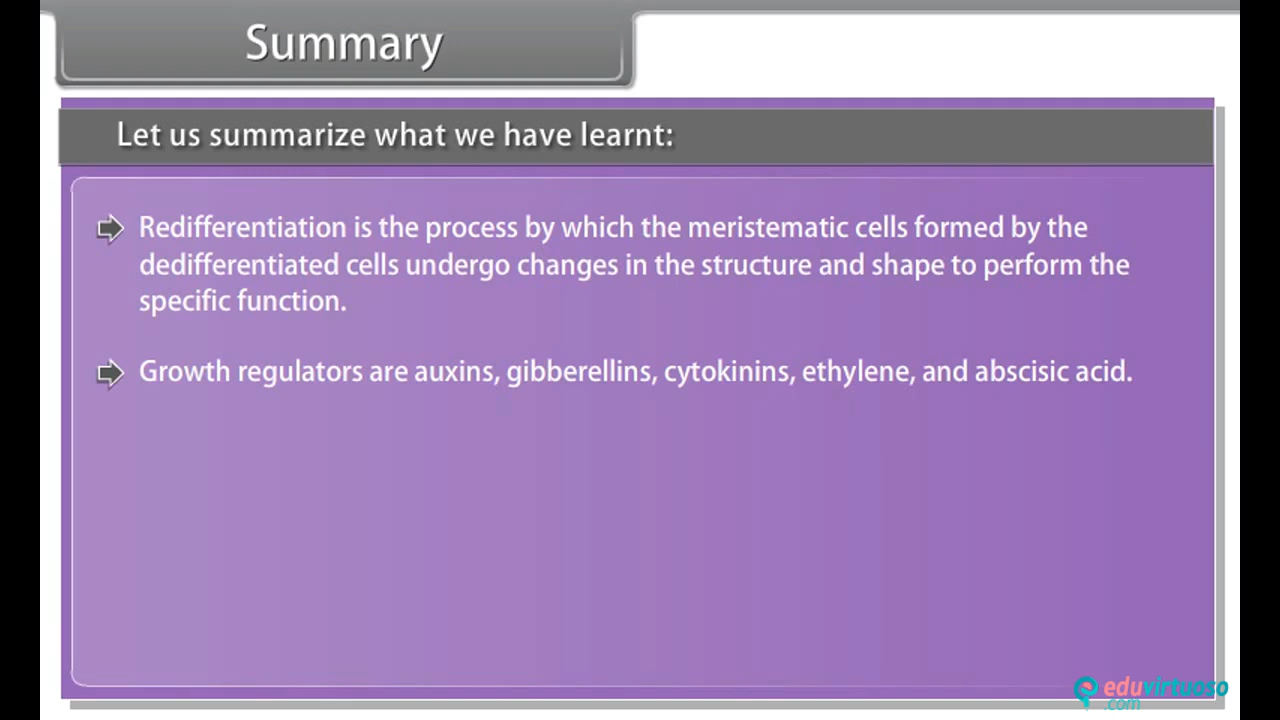 Summary
Let us summarize what we have learnt:
Redifferentiation is the process by which the meristematic cells formed by the
dedifferentiated cells undergo changes in the structure and shape to perform the
specific function.
Growth regulators are auxins, gibberellins, cytokinins, ethylene, and abscisic acid.
eduvirtuoso
.com